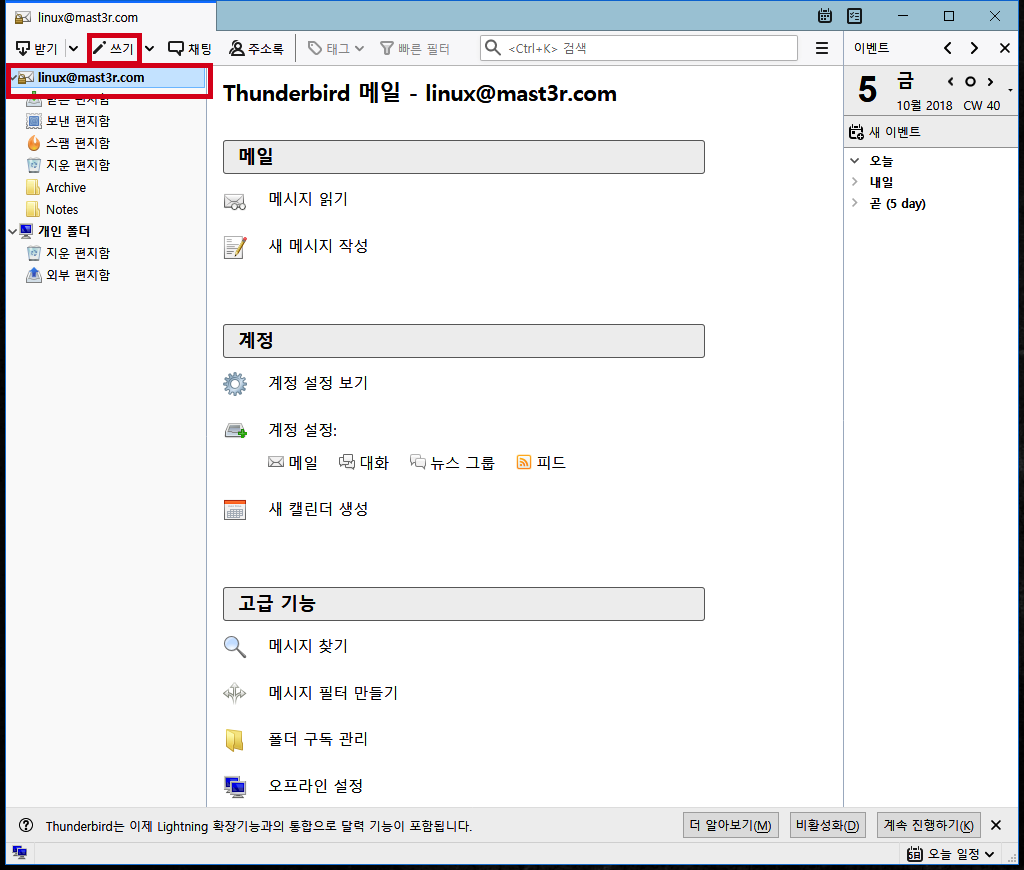 linux@mast3r.com
받기 쓰기 채팅 주소록 태그 빠른 필터 <Ctrl+K> 검색
이벤트
linux@mast3r.com
받은 편지함
보낸 편지함
스팸 편지함
지운 편지함
Archive
Notes
개인 폴더
지운 편지함
외부 편지함
Thunderbird 메일 - linux@mast3r.com
메일
메시지 읽기
새 메시지 작성
계정
계정 설정 보기
계정 설정:
메일 대화 뉴스 그룹 피드
새 캘린더 생성
고급 기능
메시지 찾기
메시지 필터 만들기
폴더 구독 관리
오프라인 설정
5 금
10월 2018 CW 40
새 이벤트
오늘
내일
곧 (5 day)
Thunderbird는 이제 Lightning 확장기능과의 통합으로 달력 기능이 포함됩니다. 더 알아보기(M) 비활성화(D) 계속 진행하기(K)
오늘 일정